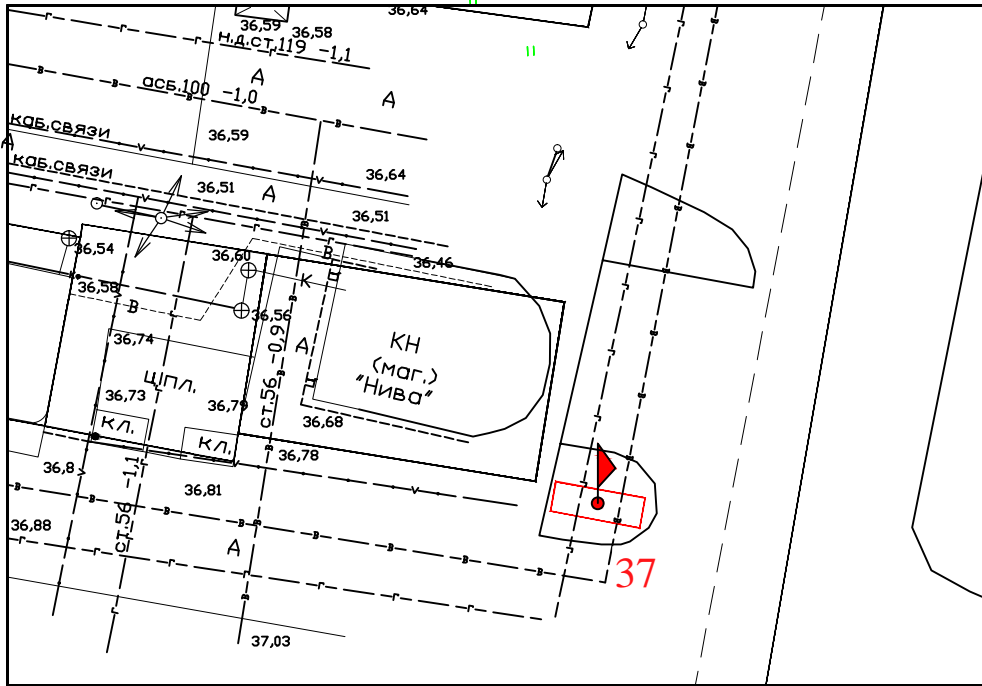 36,64
36,59
36,58
н.д.ст.119 -1,1
А
асб.100 -1,0
А
каб.связи
36,59
А
каб.связи
36,64
36,51
А
36,51
36,54
36,60
В
36,46
36,58
К
В
36,56
36,74
А
КН
(маг.)
"Нива"
ЩПЛ.
ст.56 -0,9
36,73
36,79
36,68
КЛ.
КЛ.
36,78
36,8
36,81
ст.56 -1,1
36,88
А
37
37,03